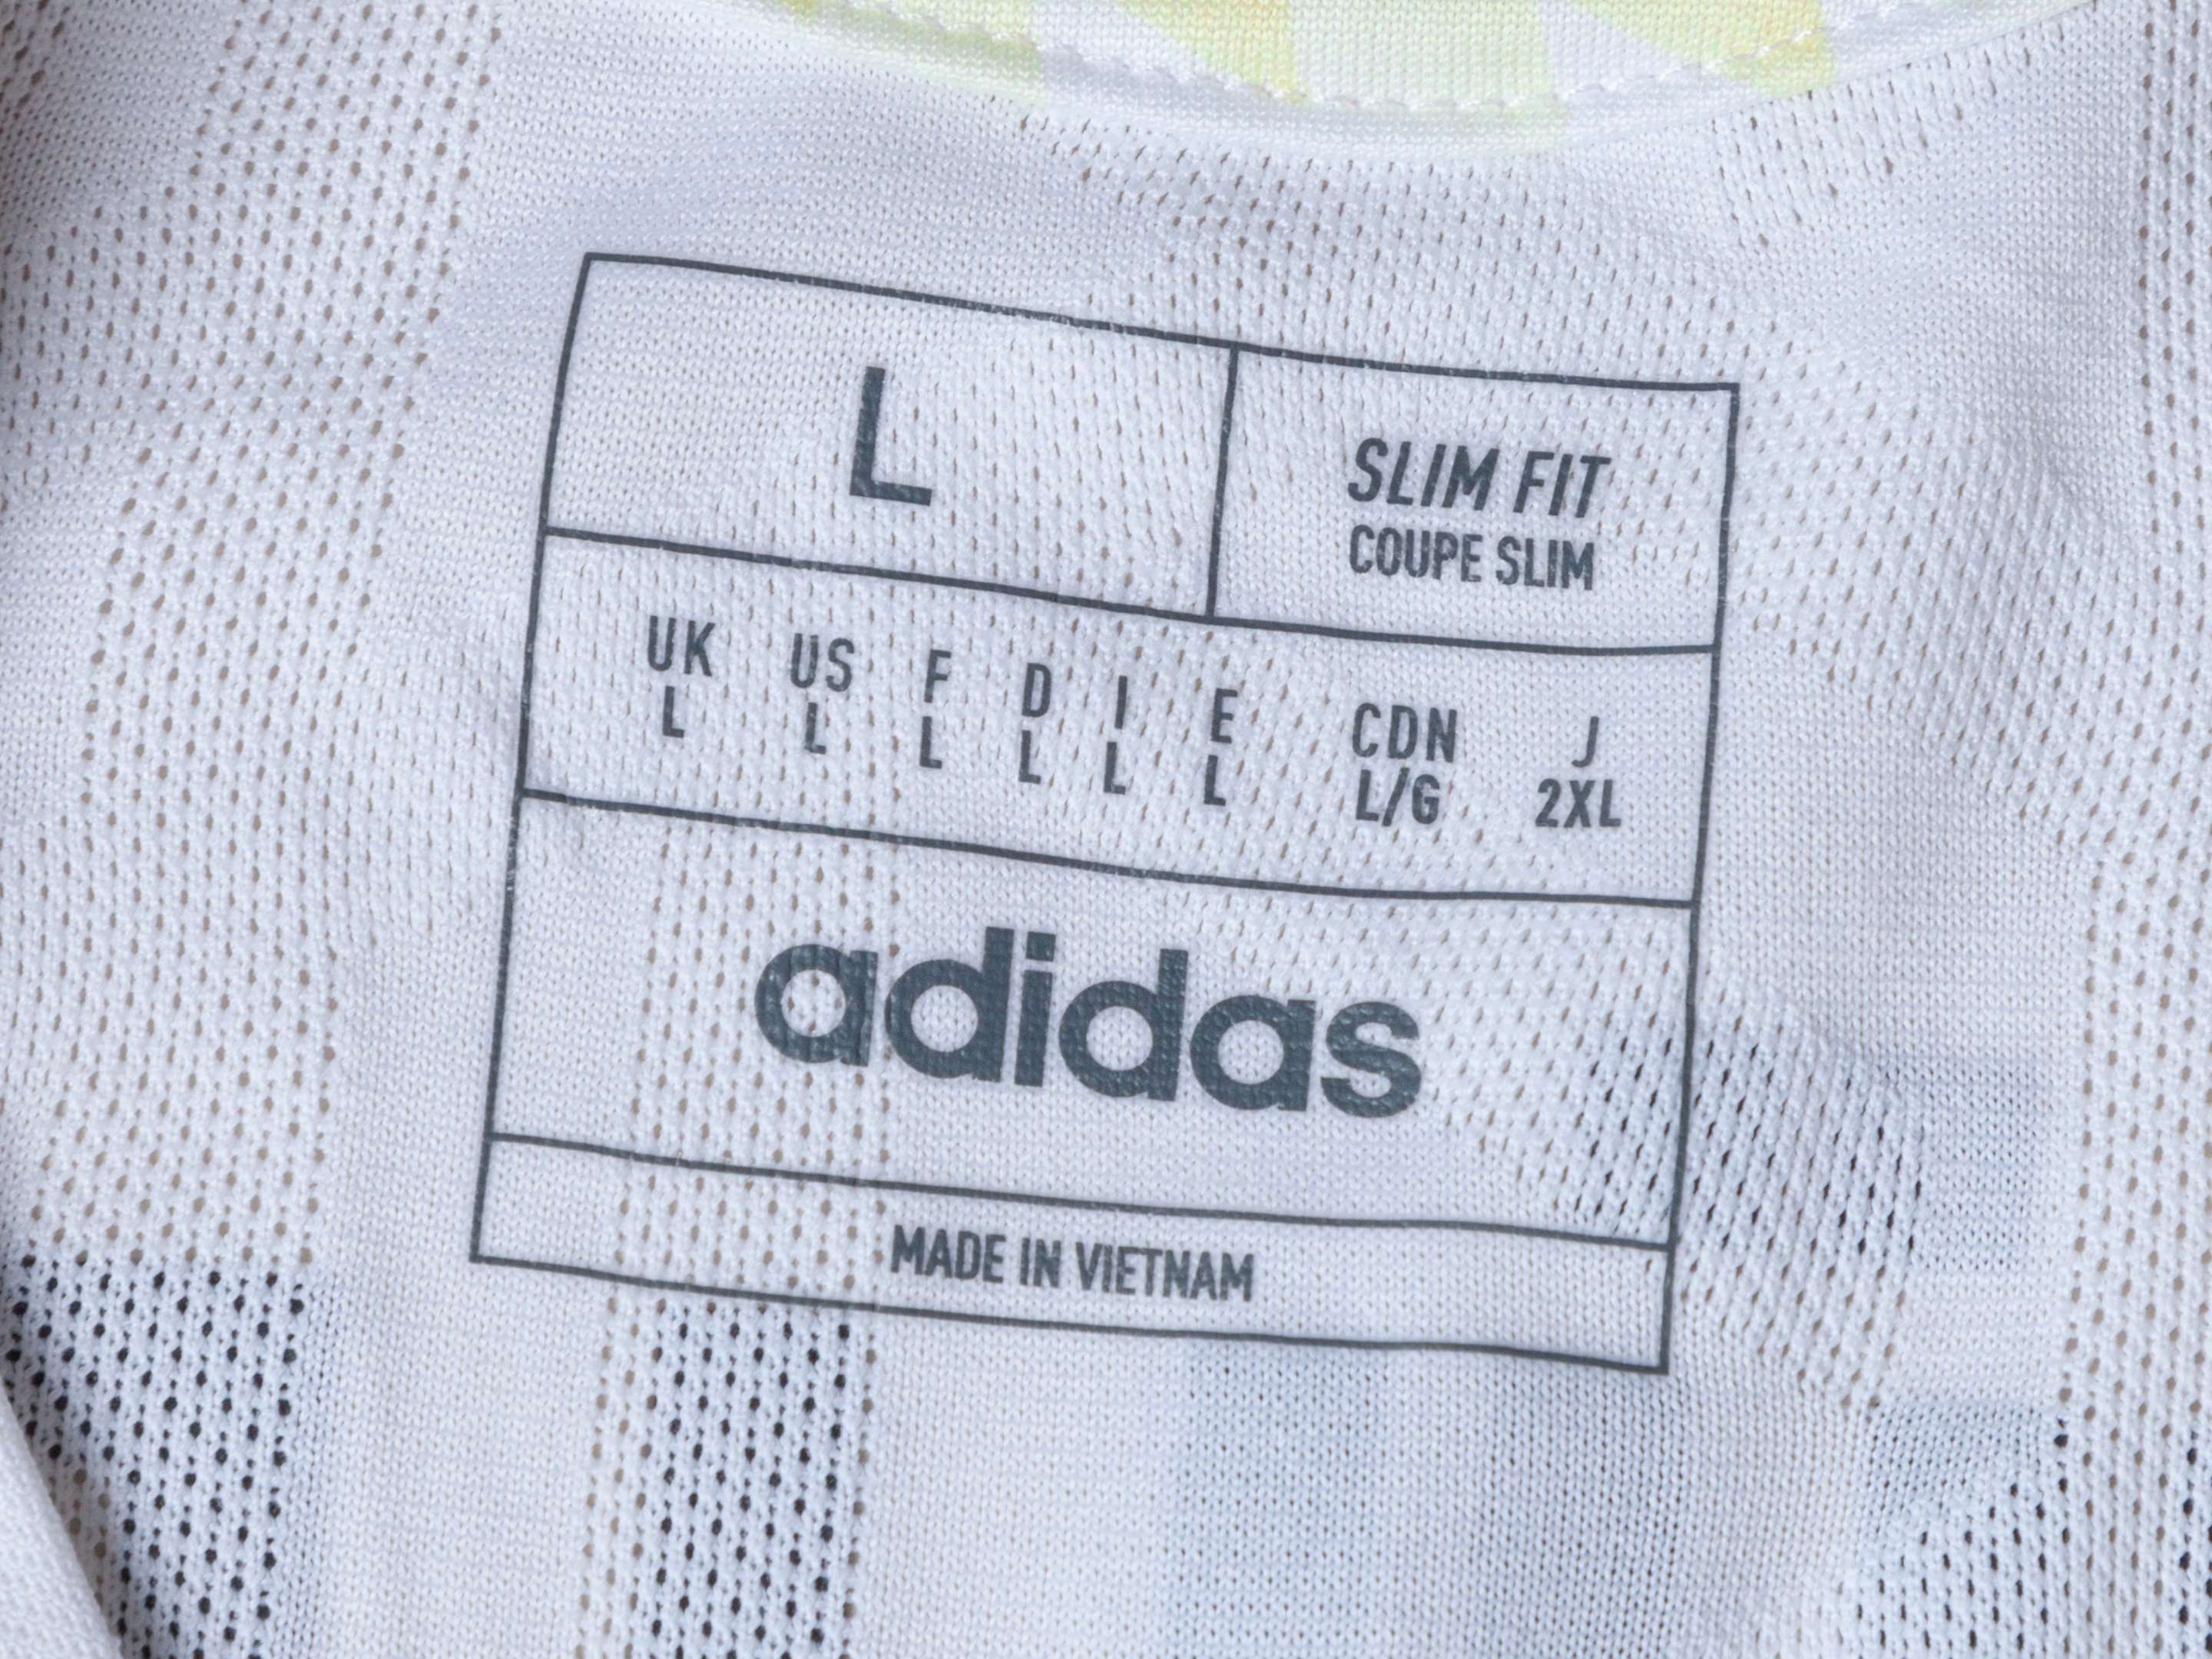 L
SLIM FIT
COUPE SLIM
UK US F D I E CDN J
L L L L L L L/G 2XL
adidas
MADE IN VIETNAM